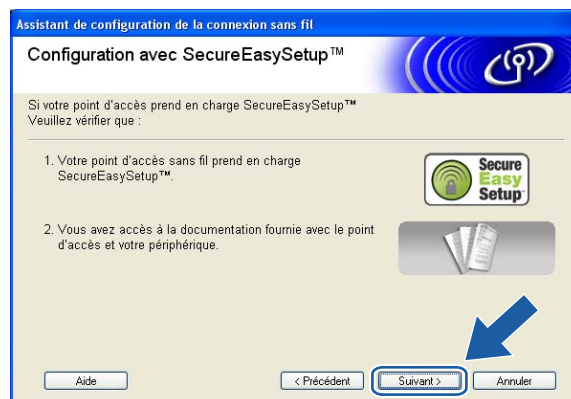 Assistant de configuration de la connexion sans fil
Configuration avec SecureEasySetup™
Si votre point d'accès prend en charge SecureEasySetup™
Veuillez vérifier que :
1. Votre point d'accès sans fil prend en charge
SecureEasySetup™.
Secure
Easy
Setup
2. Vous avez accès à la documentation fournie avec le point
d'accès et votre périphérique.
Aide
< Précédent
Suivant >
Annuler